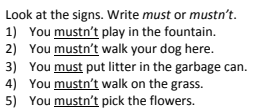 Look at the signs. Write must or mustn't.
1) You mustn't play in the fountain.
2) You mustn't walk your dog here.
3) You must put litter in the garbage can.
4) You mustn't walk on the grass.
5) You mustn't pick the flowers.